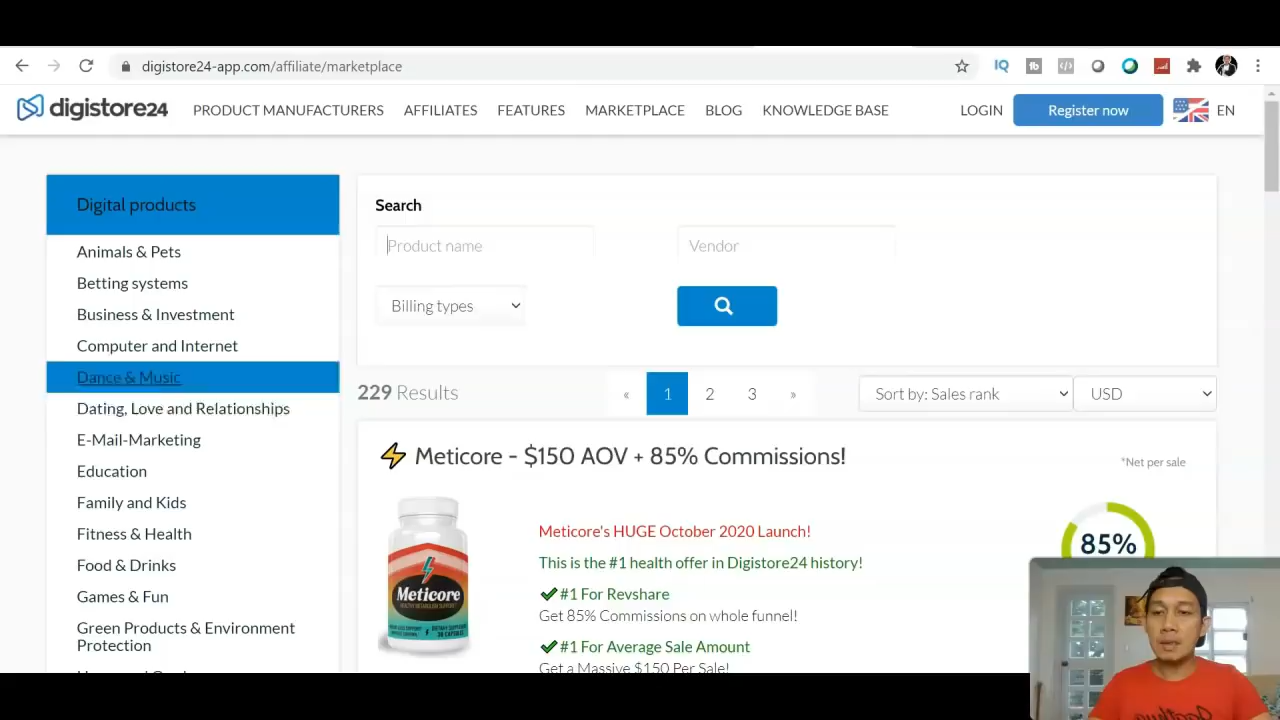 digistore24-app.com/affiliate/marketplace
IQ
tb
digistore24
PRODUCT MANUFACTURERS
AFFILIATES
FEATURES
MARKETPLACE
BLOG
KNOWLEDGE BASE
LOGIN
Register now
EN
Digital products
Animals & Pets
Betting systems
Business & Investment
Computer and Internet
Dance & Music
Dating, Love and Relationships
E-Mail-Marketing
Education
Family and Kids
Fitness & Health
Food & Drinks
Games & Fun
Green Products & Environment
Protection
Search
Product name
Vendor
Billing types
229 Results
« 1 2 3 »
Sort by: Sales rank
USD
Meticore - $150 AOV + 85% Commissions!
*Net per sale
Meticore
Meticore's HUGE October 2020 Launch!
This is the #1 health offer in Digistore24 history!
#1 For Revshare
Get 85% Commissions on whole funnel!
#1 For Average Sale Amount
Get a Massive $150 Per Sale!
85%